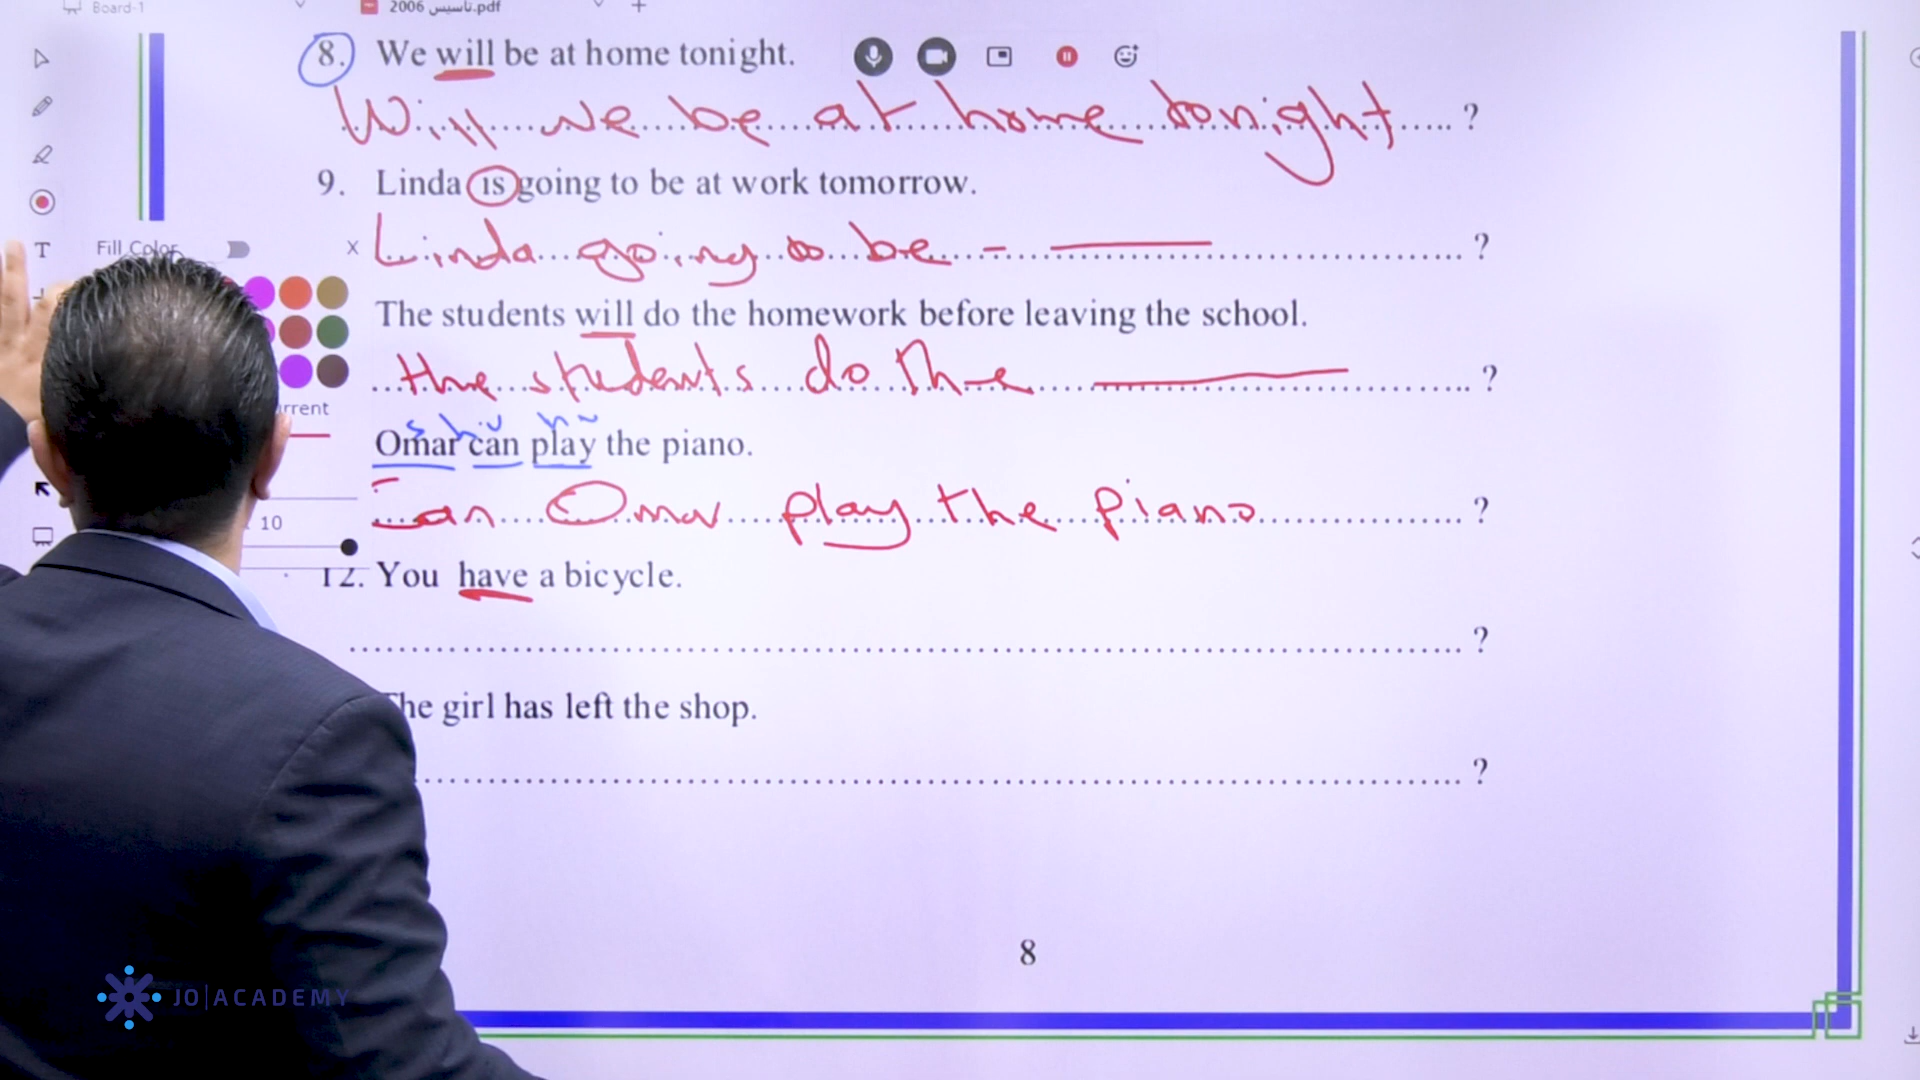 Board-1
تاسيس 2006.pdf
8. We will be at home tonight.
Will we be at home tonight ?
9. Linda is going to be at work tomorrow.
T Fill Color X Linda going to be ?
The students will do the homework before leaving the school.
the students do the ?
rrent
Omar can play the piano.
Can Omar play the piano ?
10
12. You have a bicycle.
?
he girl has left the shop.
?
8
JO|ACADEMY